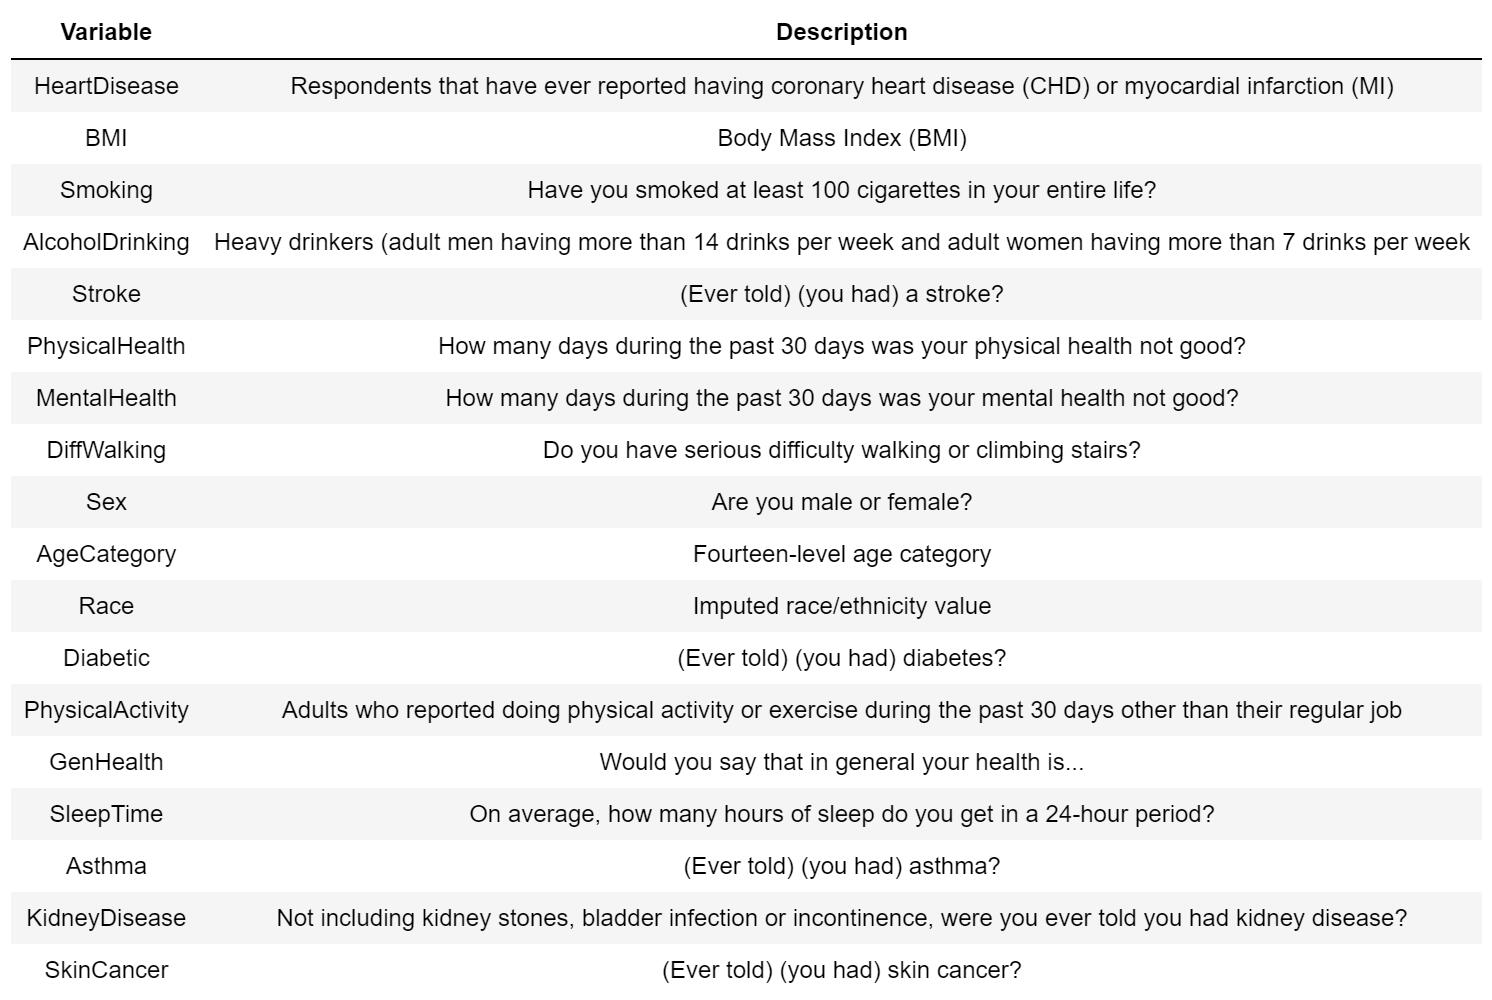 Variable Description
HeartDisease Respondents that have ever reported having coronary heart disease (CHD) or myocardial infarction (MI)
BMI Body Mass Index (BMI)
Smoking Have you smoked at least 100 cigarettes in your entire life?
AlcoholDrinking Heavy drinkers (adult men having more than 14 drinks per week and adult women having more than 7 drinks per week
Stroke (Ever told) (you had) a stroke?
PhysicalHealth How many days during the past 30 days was your physical health not good?
MentalHealth How many days during the past 30 days was your mental health not good?
DiffWalking Do you have serious difficulty walking or climbing stairs?
Sex Are you male or female?
AgeCategory Fourteen-level age category
Race Imputed race/ethnicity value
Diabetic (Ever told) (you had) diabetes?
PhysicalActivity Adults who reported doing physical activity or exercise during the past 30 days other than their regular job
GenHealth Would you say that in general your health is...
SleepTime On average, how many hours of sleep do you get in a 24-hour period?
Asthma (Ever told) (you had) asthma?
KidneyDisease Not including kidney stones, bladder infection or incontinence, were you ever told you had kidney disease?
SkinCancer (Ever told) (you had) skin cancer?